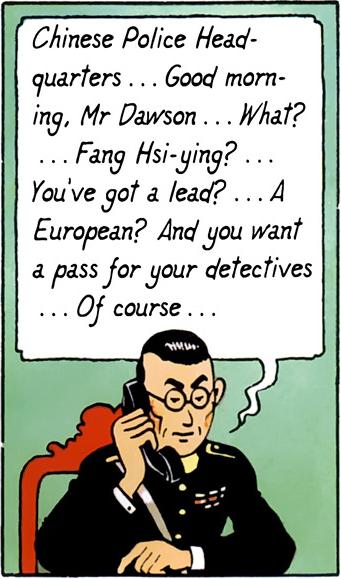 Chinese Police Head-
quarters ... Good morn-
ing, Mr Dawson ... What?
... Fang Hsi-ying? ...
You've got a lead? ... A
European? And you want
a pass for your detectives
... Of course ...